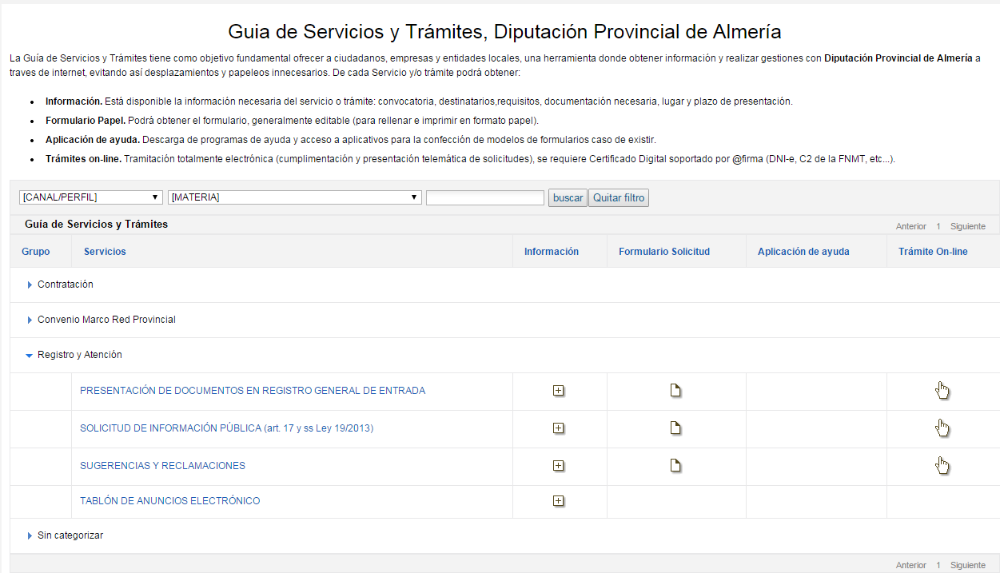 Guia de Servicios y Trámites, Diputación Provincial de Almería
La Guía de Servicios y Trámites tiene como objetivo fundamental ofrecer a ciudadanos, empresas y entidades locales, una herramienta donde obtener información y realizar gestiones con Diputación Provincial de Almería a
traves de internet, evitando así desplazamientos y papeleos innecesarios. De cada Servicio y/o trámite podrá obtener:
Información. Está disponible la información necesaria del servicio o trámite: convocatoria, destinatarios,requisitos, documentación necesaria, lugar y plazo de presentación.
Formulario Papel. Podrá obtener el formulario, generalmente editable (para rellenar e imprimir en formato papel).
Aplicación de ayuda. Descarga de programas de ayuda y acceso a aplicativos para la confección de modelos de formularios caso de existir.
Trámites on-line. Tramitación totalmente electrónica (cumplimentación y presentación telemática de solicitudes), se requiere Certificado Digital soportado por @firma (DNI-e, C2 de la FNMT, etc...).
[CANAL/PERFIL] [MATERIA] buscar Quitar filtro
Guía de Servicios y Trámites Anterior 1 Siguiente
Grupo Servicios Información Formulario Solicitud Aplicación de ayuda Trámite On-line
Contratación
Convenio Marco Red Provincial
Registro y Atención
PRESENTACIÓN DE DOCUMENTOS EN REGISTRO GENERAL DE ENTRADA
SOLICITUD DE INFORMACIÓN PÚBLICA (art. 17 y ss Ley 19/2013)
SUGERENCIAS Y RECLAMACIONES
TABLÓN DE ANUNCIOS ELECTRÓNICO
Sin categorizar
Anterior 1 Siguiente